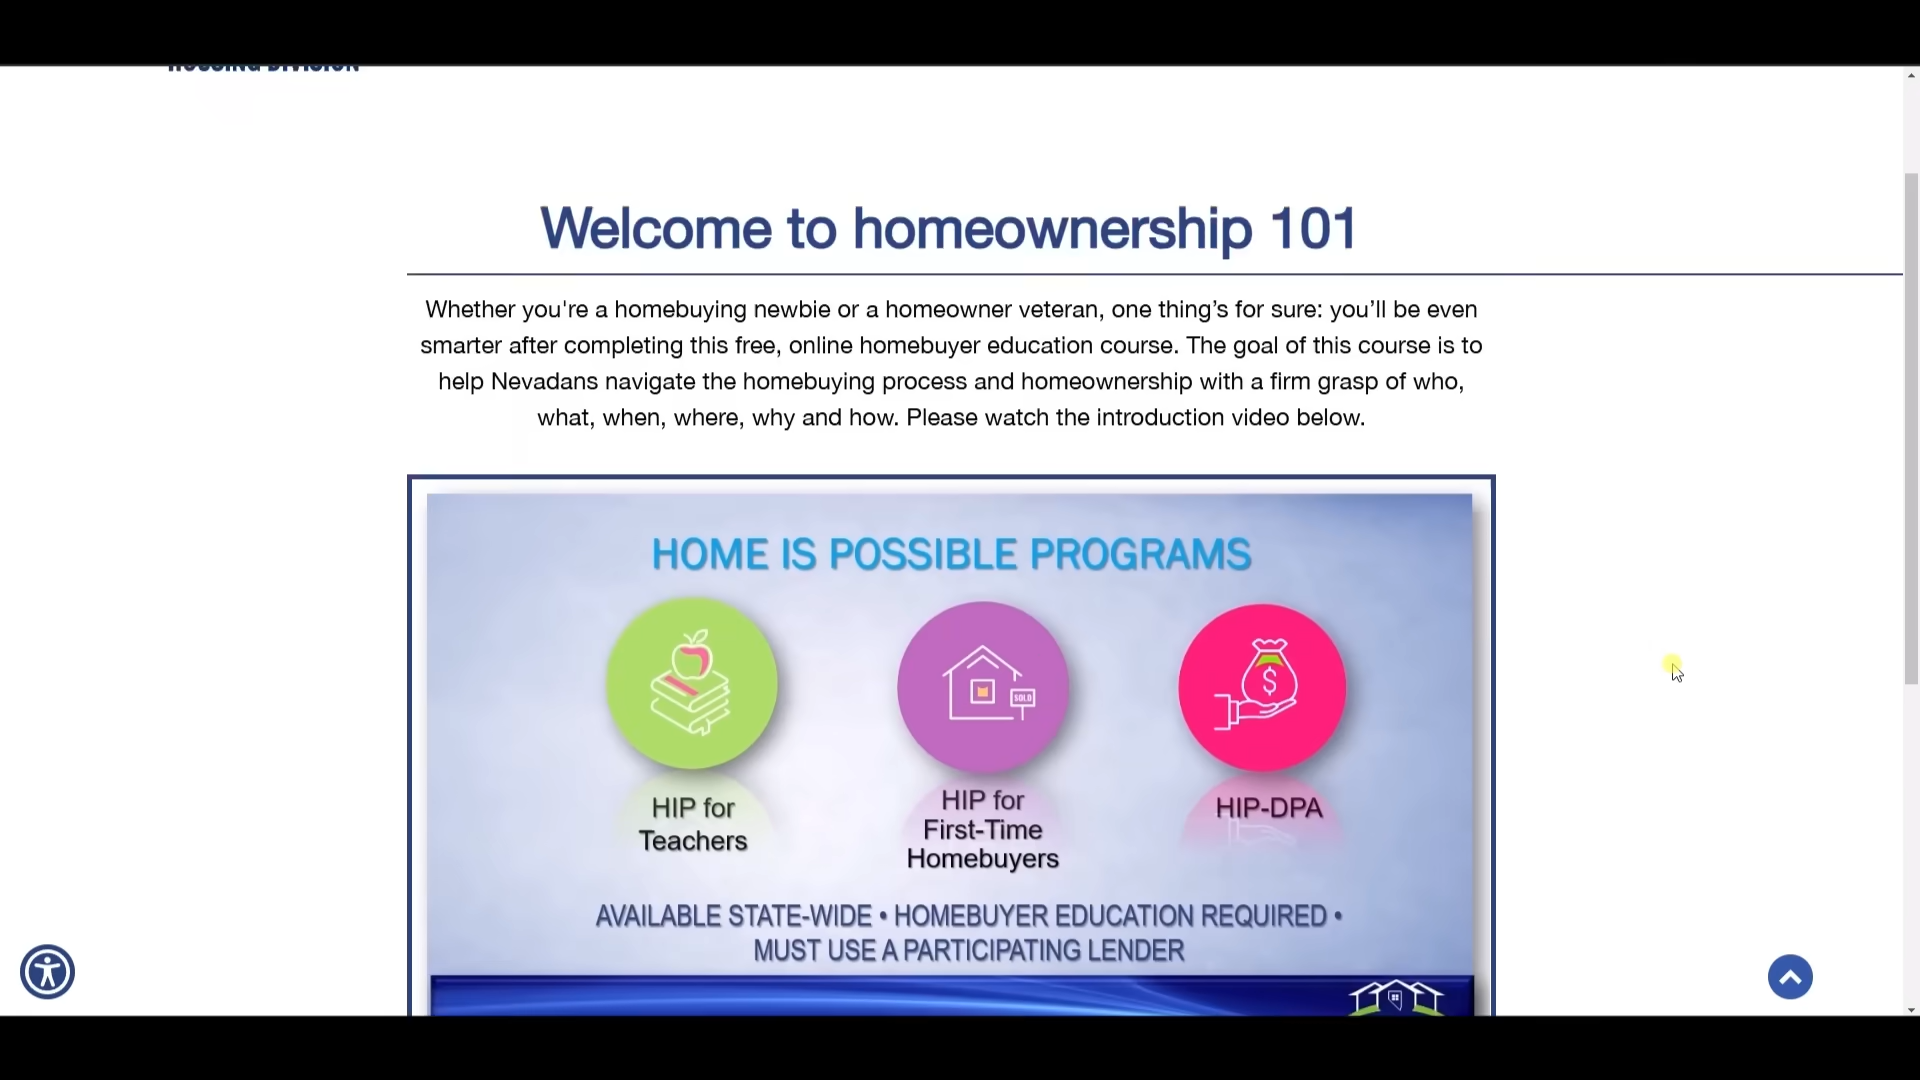 HOUSING DIVISION
Welcome to homeownership 101
Whether you're a homebuying newbie or a homeowner veteran, one thing’s for sure: you’ll be even
smarter after completing this free, online homebuyer education course. The goal of this course is to
help Nevadans navigate the homebuying process and homeownership with a firm grasp of who,
what, when, where, why and how. Please watch the introduction video below.
HOME IS POSSIBLE PROGRAMS
SOLD
$
HIP for
Teachers
HIP for
First-Time
Homebuyers
HIP-DPA
AVAILABLE STATE-WIDE • HOMEBUYER EDUCATION REQUIRED •
MUST USE A PARTICIPATING LENDER